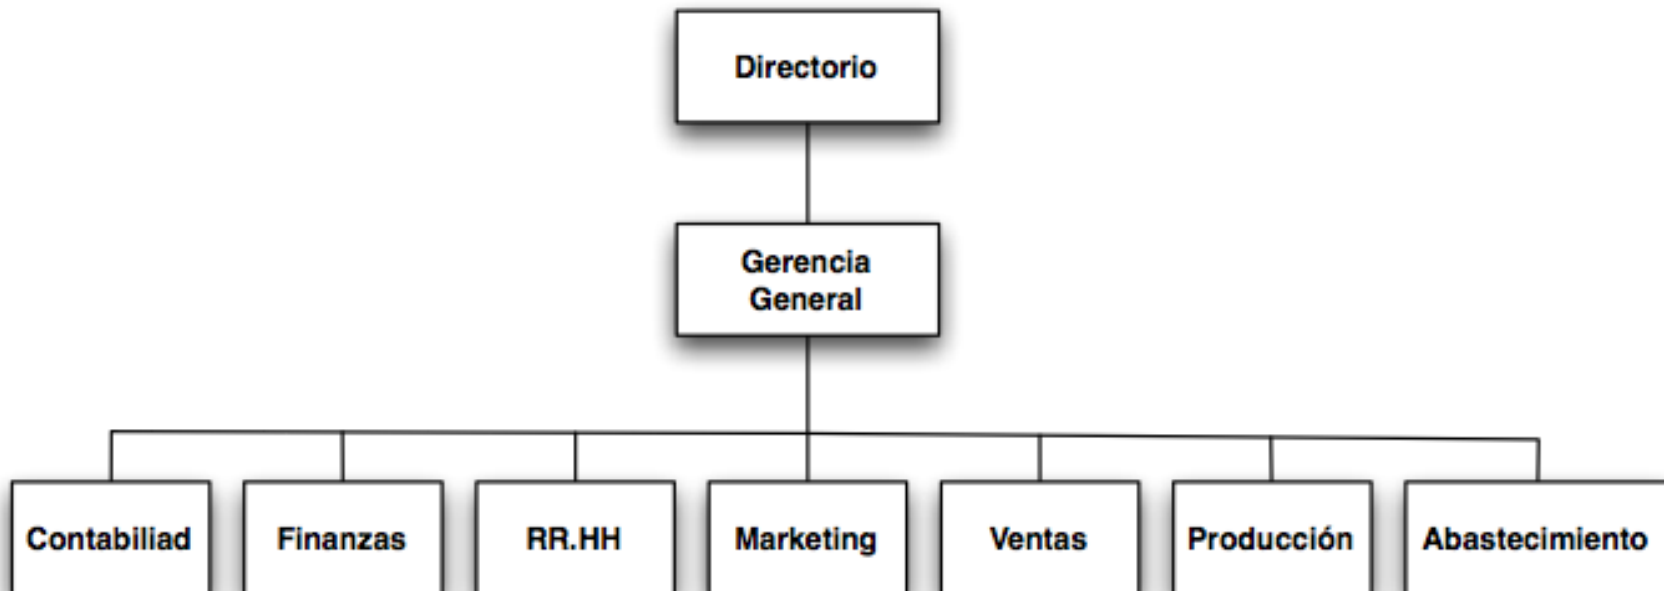 Directorio
Gerencia
General
Contabiliad
Finanzas
RR.HH
Marketing
Ventas
Producción
Abastecimiento